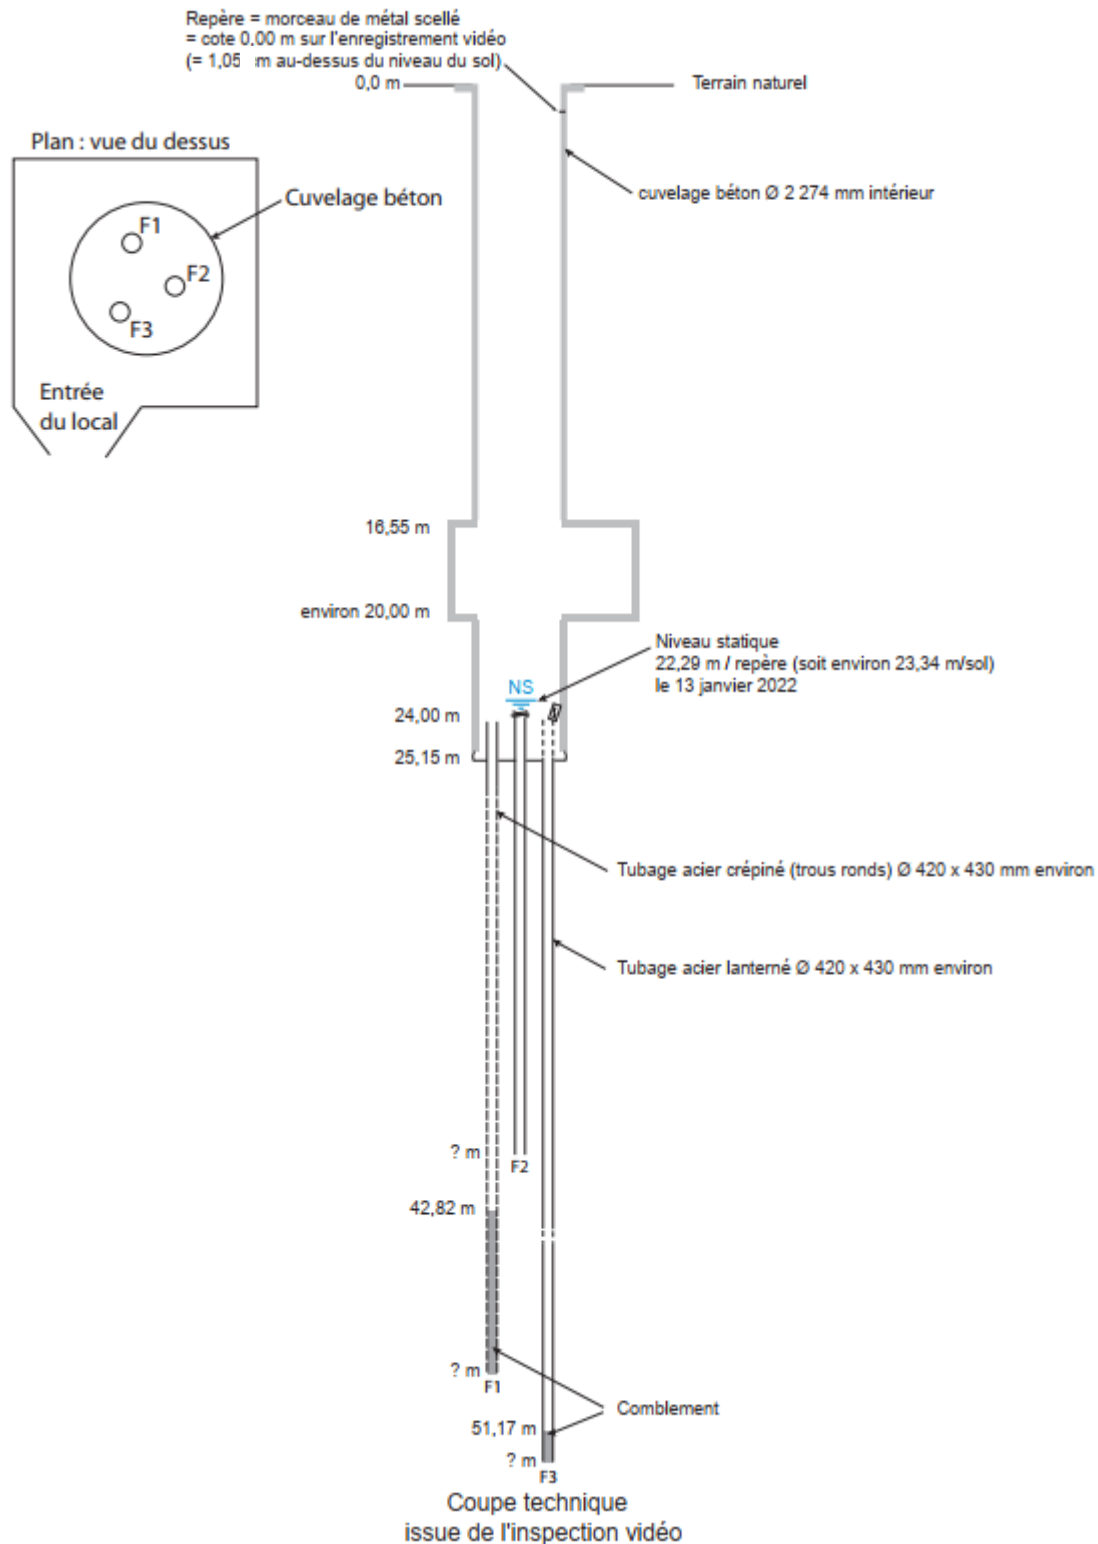 Repère = morceau de métal scellé
= cote 0,00 m sur l'enregistrement vidéo
(= 1,05 m au-dessus du niveau du sol)
0,0 m
Terrain naturel
Plan : vue du dessus
cuvelage béton Ø 2 274 mm intérieur
Cuvelage béton
F1
F2
F3
Entrée
du local
16,55 m
environ 20,00 m
Niveau statique
22,29 m / repère (soit environ 23,34 m/sol)
le 13 janvier 2022
NS
24,00 m
25,15 m
Tubage acier crépiné (trous ronds) Ø 420 x 430 mm environ
Tubage acier lanterné Ø 420 x 430 mm environ
? m
F2
42,82 m
? m
F1
Comblement
51,17 m
? m
F3
Coupe technique
issue de l'inspection vidéo